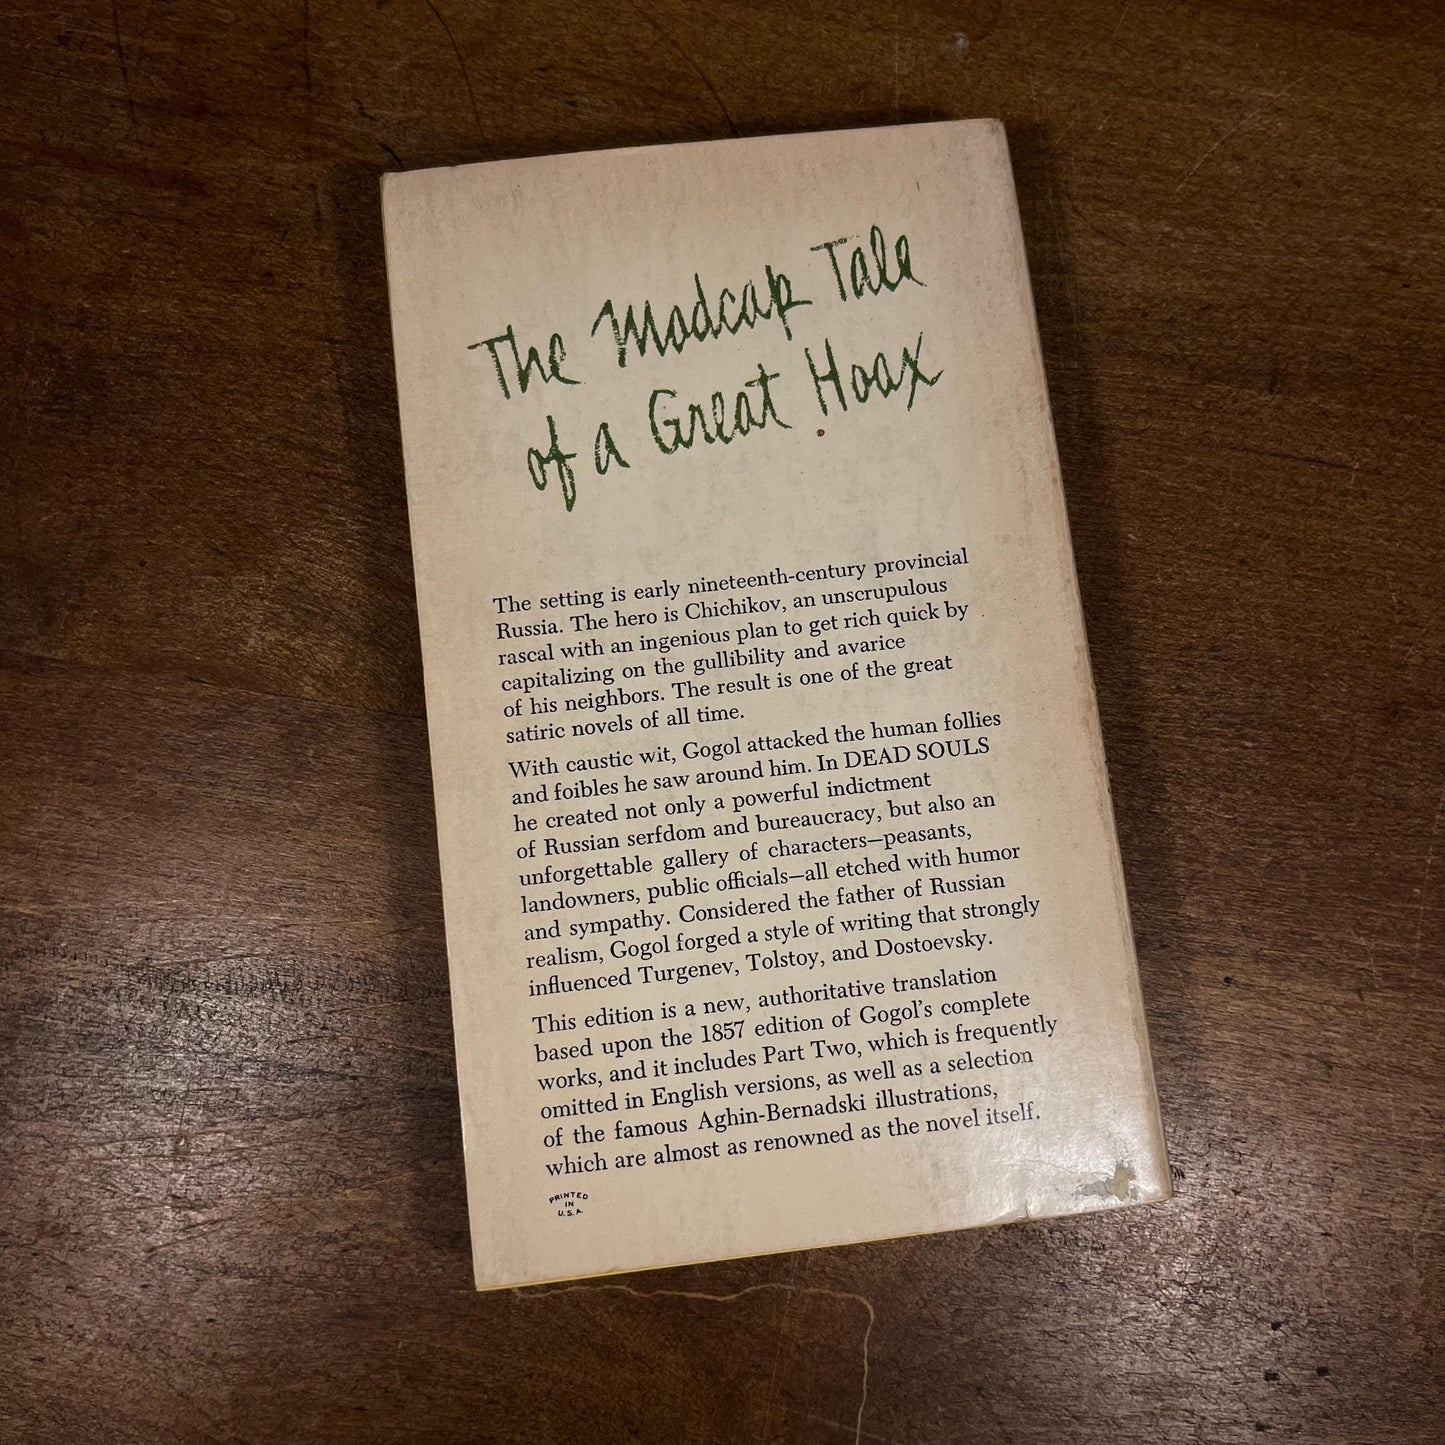 The Madcap Tale
of a Great Hoax
The setting is early nineteenth-century provincial
Russia. The hero is Chichikov, an unscrupulous
rascal with an ingenious plan to get rich quick by
capitalizing on the gullibility and avarice
of his neighbors. The result is one of the great
satiric novels of all time.
With caustic wit, Gogol attacked the human follies
and foibles he saw around him. In DEAD SOULS
he created not only a powerful indictment
of Russian serfdom and bureaucracy, but also an
unforgettable gallery of characters—peasants,
landowners, public officials—all etched with humor
and sympathy. Considered the father of Russian
realism, Gogol forged a style of writing that strongly
influenced Turgenev, Tolstoy, and Dostoevsky.
This edition is a new, authoritative translation
based upon the 1857 edition of Gogol's complete
works, and it includes Part Two, which is frequently
omitted in English versions, as well as a selection
of the famous Aghin-Bernadski illustrations,
which are almost as renowned as the novel itself.
PRINTED
IN
U.S.A.